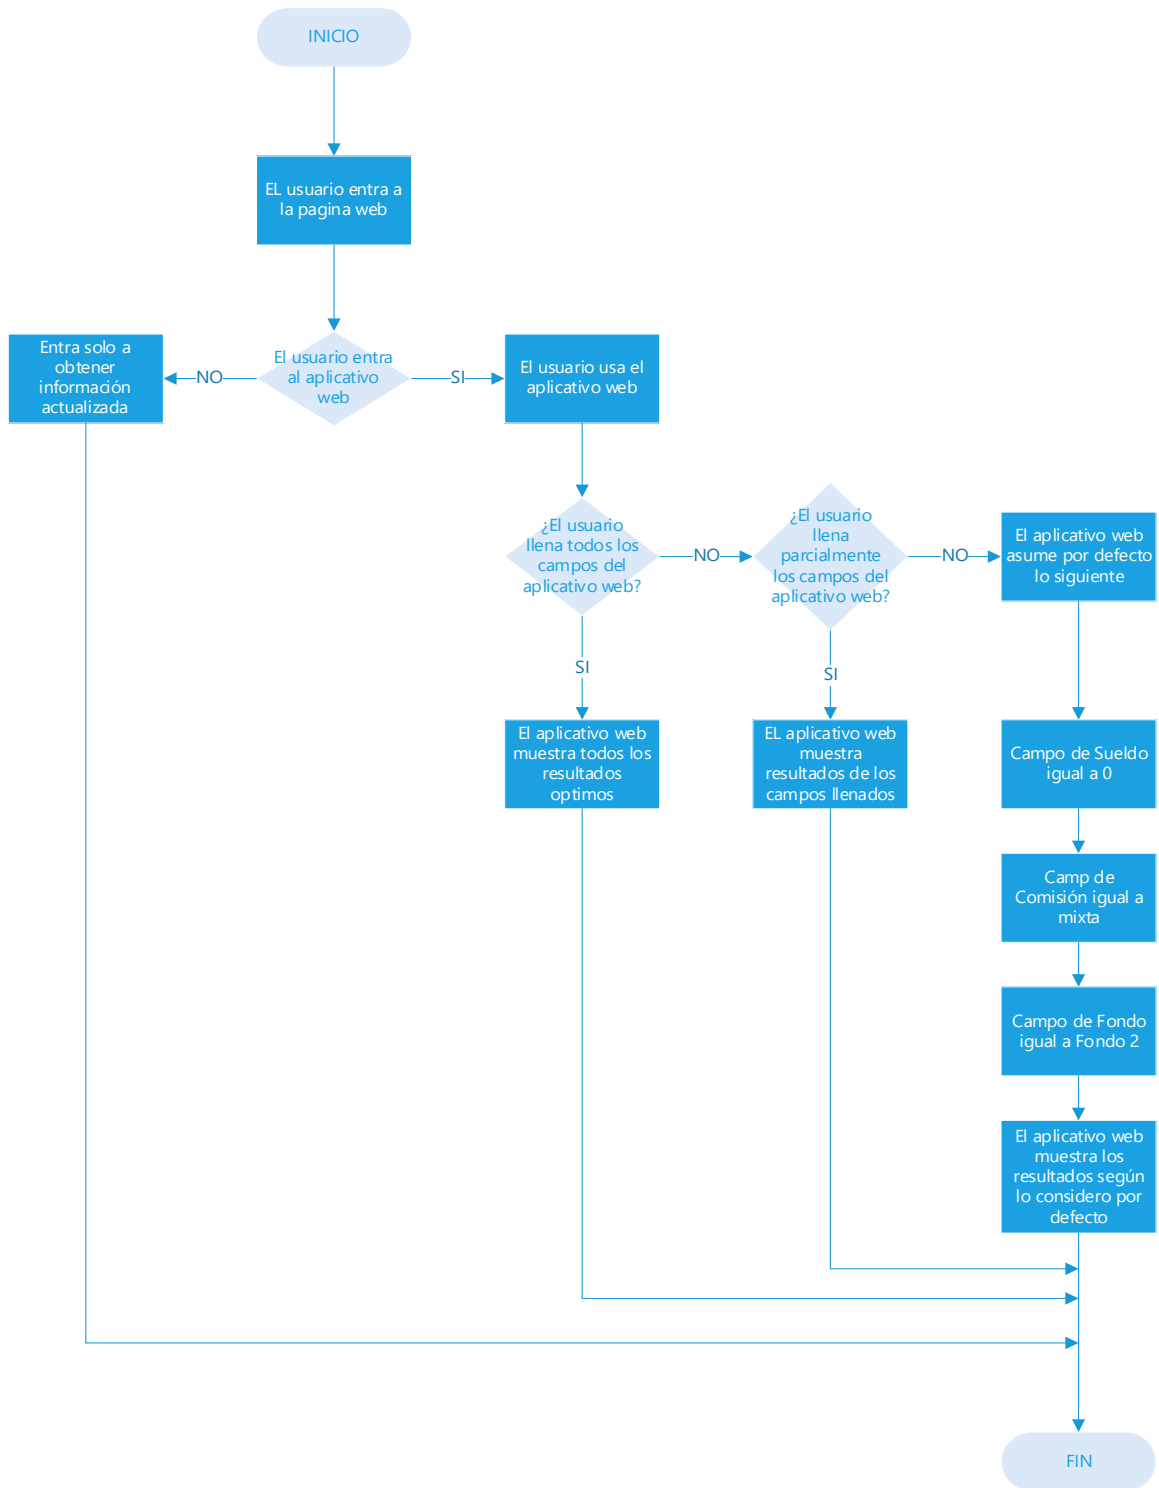 INICIO
EL usuario entra a
la pagina web
Entra solo a
obtener
información
actualizada
NO
El usuario entra
al aplicativo
web
SI
El usuario usa el
aplicativo web
¿El usuario
llena todos los
campos del
aplicativo web?
NO
¿El usuario
llena
parcialmente
los campos del
aplicativo web?
NO
El aplicativo web
asume por defecto
lo siguiente
SI
SI
El aplicativo web
muestra todos los
resultados
optimos
EL aplicativo web
muestra
resultados de los
campos llenados
Campo de Sueldo
igual a 0
Camp de
Comisión igual a
mixta
Campo de Fondo
igual a Fondo 2
El aplicativo web
muestra los
resultados según
lo considero por
defecto
FIN